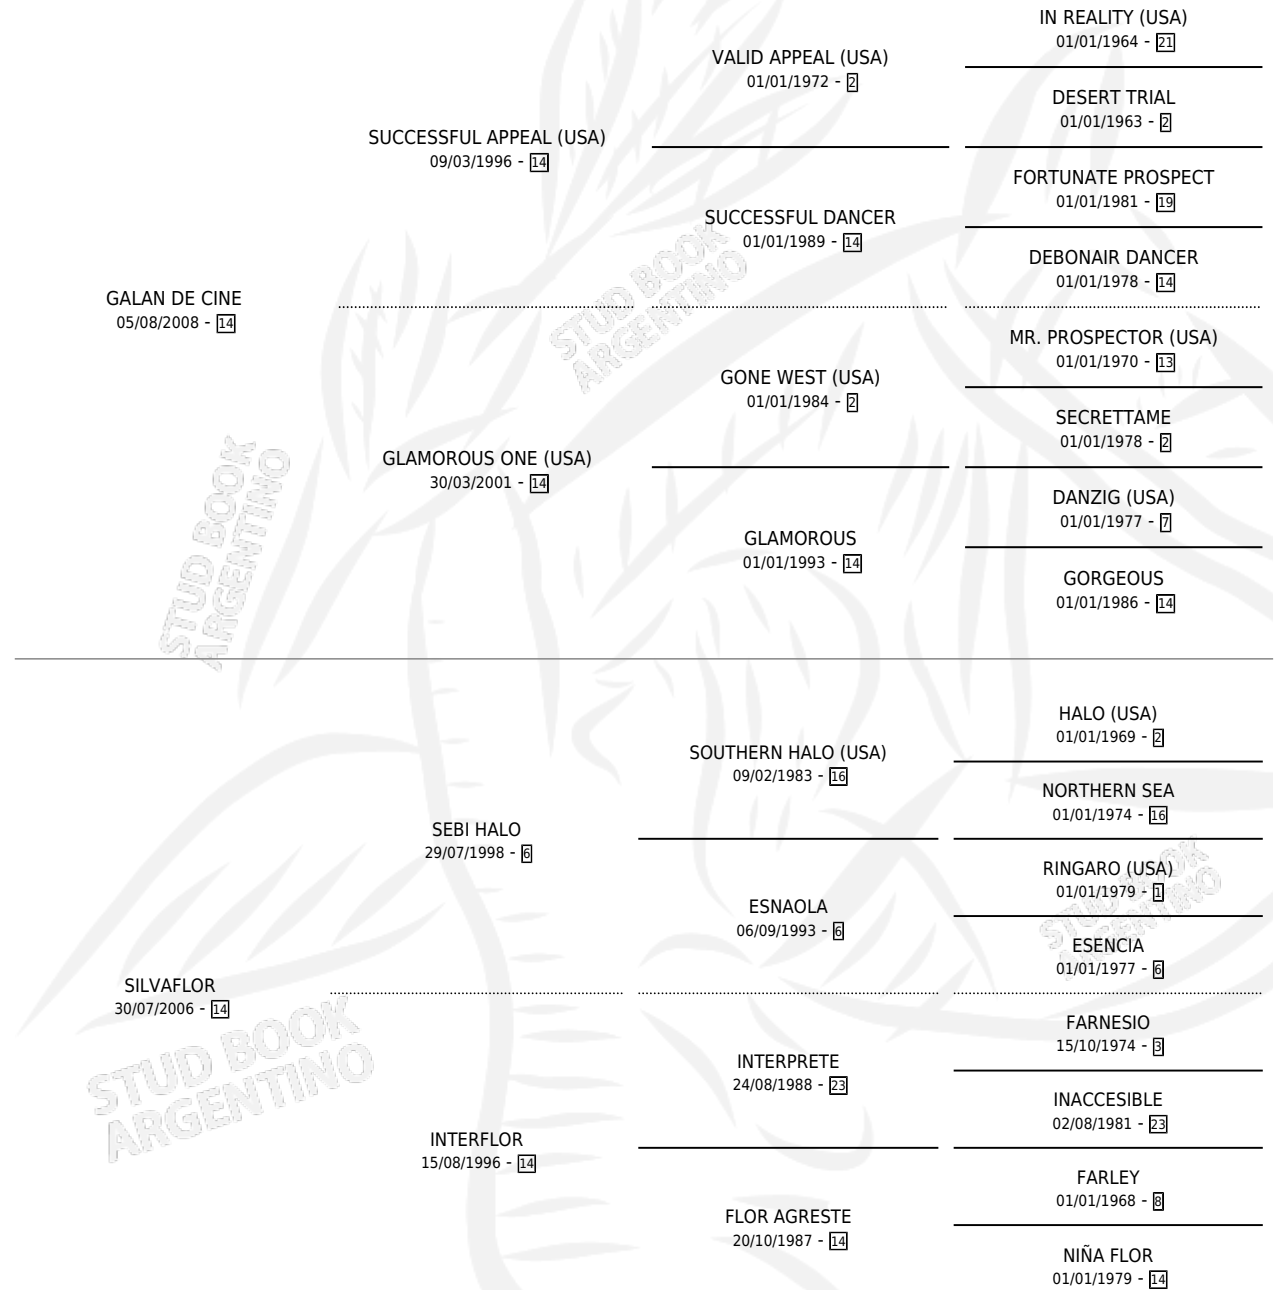 IN REALITY (USA)
01/01/1964 - 21
VALID APPEAL (USA)
01/01/1972 - 2
DESERT TRIAL
01/01/1963 - 2
SUCCESSFUL APPEAL (USA)
09/03/1996 - 14
FORTUNATE PROSPECT
01/01/1981 - 19
SUCCESSFUL DANCER
01/01/1989 - 14
DEBONAIR DANCER
01/01/1978 - 14
GALAN DE CINE
05/08/2008 - 14
MR. PROSPECTOR (USA)
01/01/1970 - 13
GONE WEST (USA)
01/01/1984 - 2
SECRETTAME
01/01/1978 - 2
GLAMOROUS ONE (USA)
30/03/2001 - 14
DANZIG (USA)
01/01/1977 - 7
GLAMOROUS
01/01/1993 - 14
GORGEOUS
01/01/1986 - 14
HALO (USA)
01/01/1969 - 2
SOUTHERN HALO (USA)
09/02/1983 - 16
NORTHERN SEA
01/01/1974 - 16
SEBI HALO
29/07/1998 - 6
RINGARO (USA)
01/01/1979 - 1
ESNAOLA
06/09/1993 - 6
ESENCIA
01/01/1977 - 6
SILVAFLOR
30/07/2006 - 14
FARNESIO
15/10/1974 - 3
INTERPRETE
24/08/1988 - 23
INACCESIBLE
02/08/1981 - 23
INTERFLOR
15/08/1996 - 14
FARLEY
01/01/1968 - 8
FLOR AGRESTE
20/10/1987 - 14
NIÑA FLOR
01/01/1979 - 14
STUD BOOK
ARGENTINO
STUD BOOK
ARGENTINO
STUD BOOK
ARGENTINO
STUD BOOK
ARGENTINO